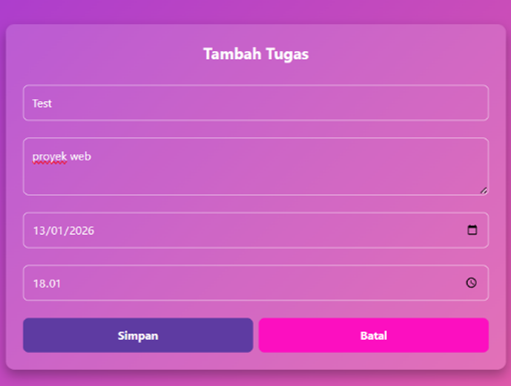 Tambah Tugas
Test
proyek web
13/01/2026
18.01
Simpan
Batal